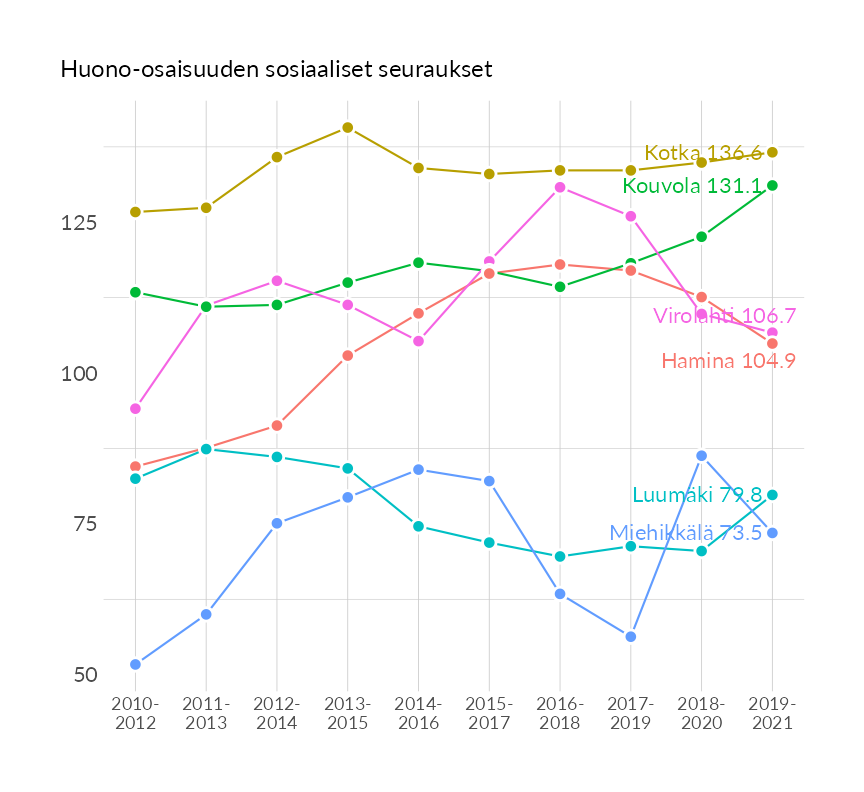 Huono-osaisuuden sosiaaliset seuraukset
Kotka 136.6
Kouvola 131.1
125
Virolahti 106.7
Hamina 104.9
100
Luumäki 79.8
75
Miehikkälä 73.5
50
2010- 2011- 2012- 2013- 2014- 2015- 2016- 2017- 2018- 2019-
2012 2013 2014 2015 2016 2017 2018 2019 2020 2021